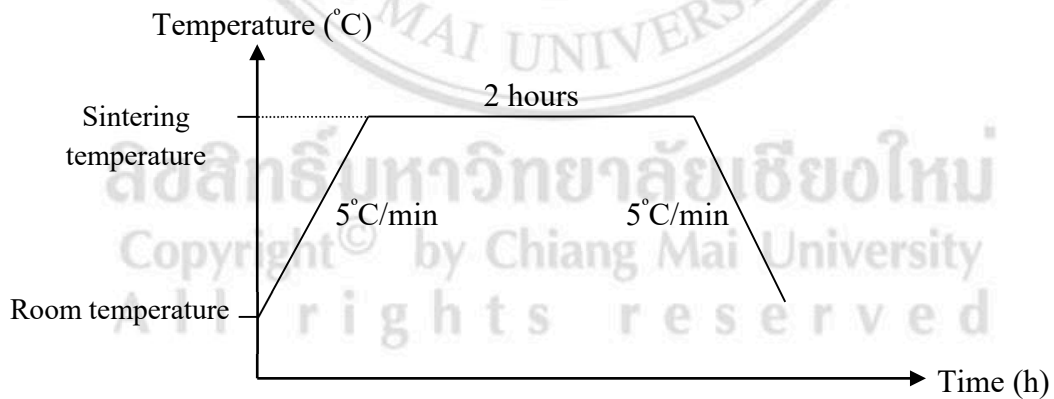 MAI UNIVERS
Temperature (°C)
2 hours
Sintering
temperature
ลิขสิทธิ์มหาวิทยาลัยเชียงใหม่
5°C/min
5°C/min
Copyright© by Chiang Mai University
Room temperature
All rights reserved
Time (h)